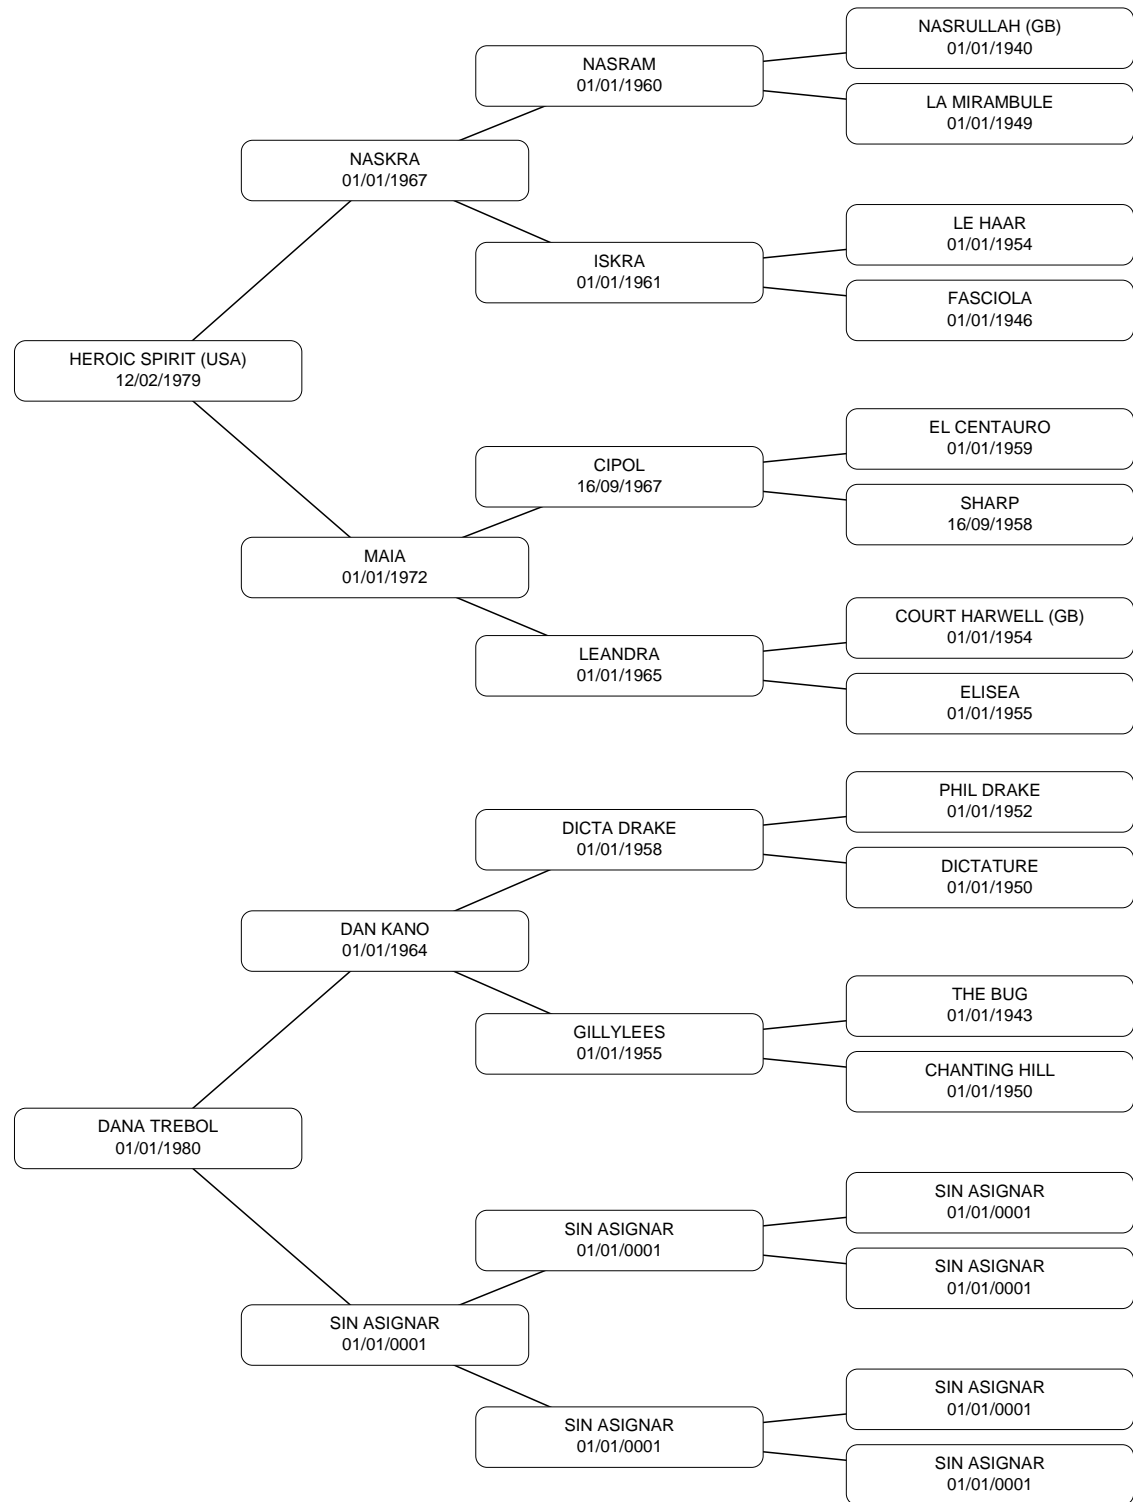 NASRULLAH (GB)
01/01/1940
NASRAM
01/01/1960
LA MIRAMBULE
01/01/1949
NASKRA
01/01/1967
LE HAAR
01/01/1954
ISKRA
01/01/1961
FASCIOLA
01/01/1946
HEROIC SPIRIT (USA)
12/02/1979
EL CENTAURO
01/01/1959
CIPOL
16/09/1967
SHARP
16/09/1958
MAIA
01/01/1972
COURT HARWELL (GB)
01/01/1954
LEANDRA
01/01/1965
ELISEA
01/01/1955
PHIL DRAKE
01/01/1952
DICTA DRAKE
01/01/1958
DICTATURE
01/01/1950
DAN KANO
01/01/1964
THE BUG
01/01/1943
GILLYLEES
01/01/1955
CHANTING HILL
01/01/1950
DANA TREBOL
01/01/1980
SIN ASIGNAR
01/01/0001
SIN ASIGNAR
01/01/0001
SIN ASIGNAR
01/01/0001
SIN ASIGNAR
01/01/0001
SIN ASIGNAR
01/01/0001
SIN ASIGNAR
01/01/0001
SIN ASIGNAR
01/01/0001